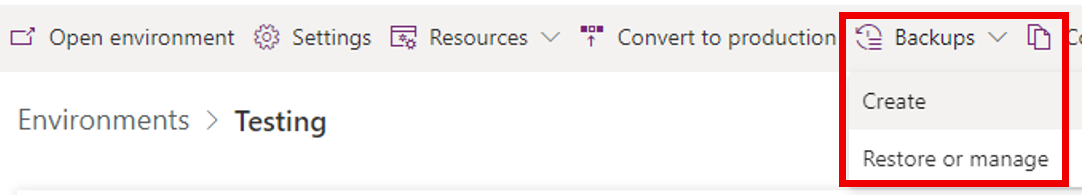 Open environment Settings Resources Convert to production Backups
Create
Environments > Testing
Restore or manage